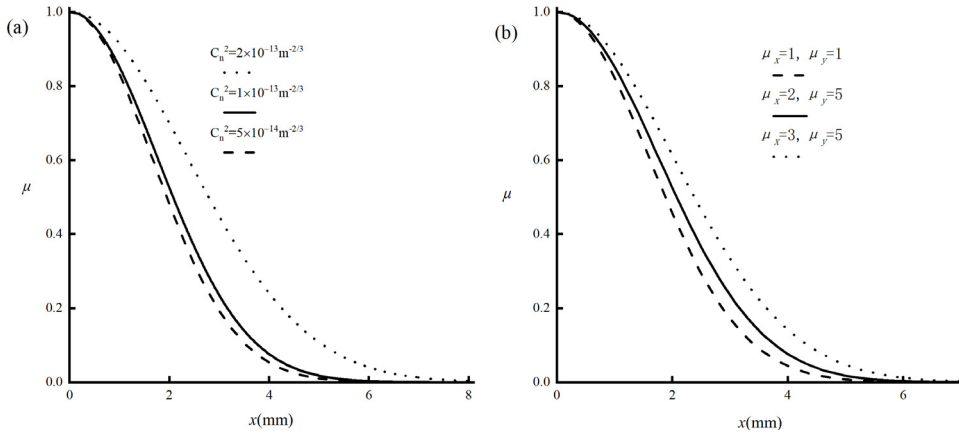 (a)
C_n^2=2×10^-13 m^-2/3
C_n^2=1×10^-13 m^-2/3
C_n^2=5×10^-14 m^-2/3
1.0
0.8
0.6
0.4
0.2
0.0
μ
0 2 4 6 8
x(mm)
(b)
μ_x=1, μ_y=1
μ_x=2, μ_y=5
μ_x=3, μ_y=5
1.0
0.8
0.6
0.4
0.2
0.0
μ
0 2 4 6
x(mm)